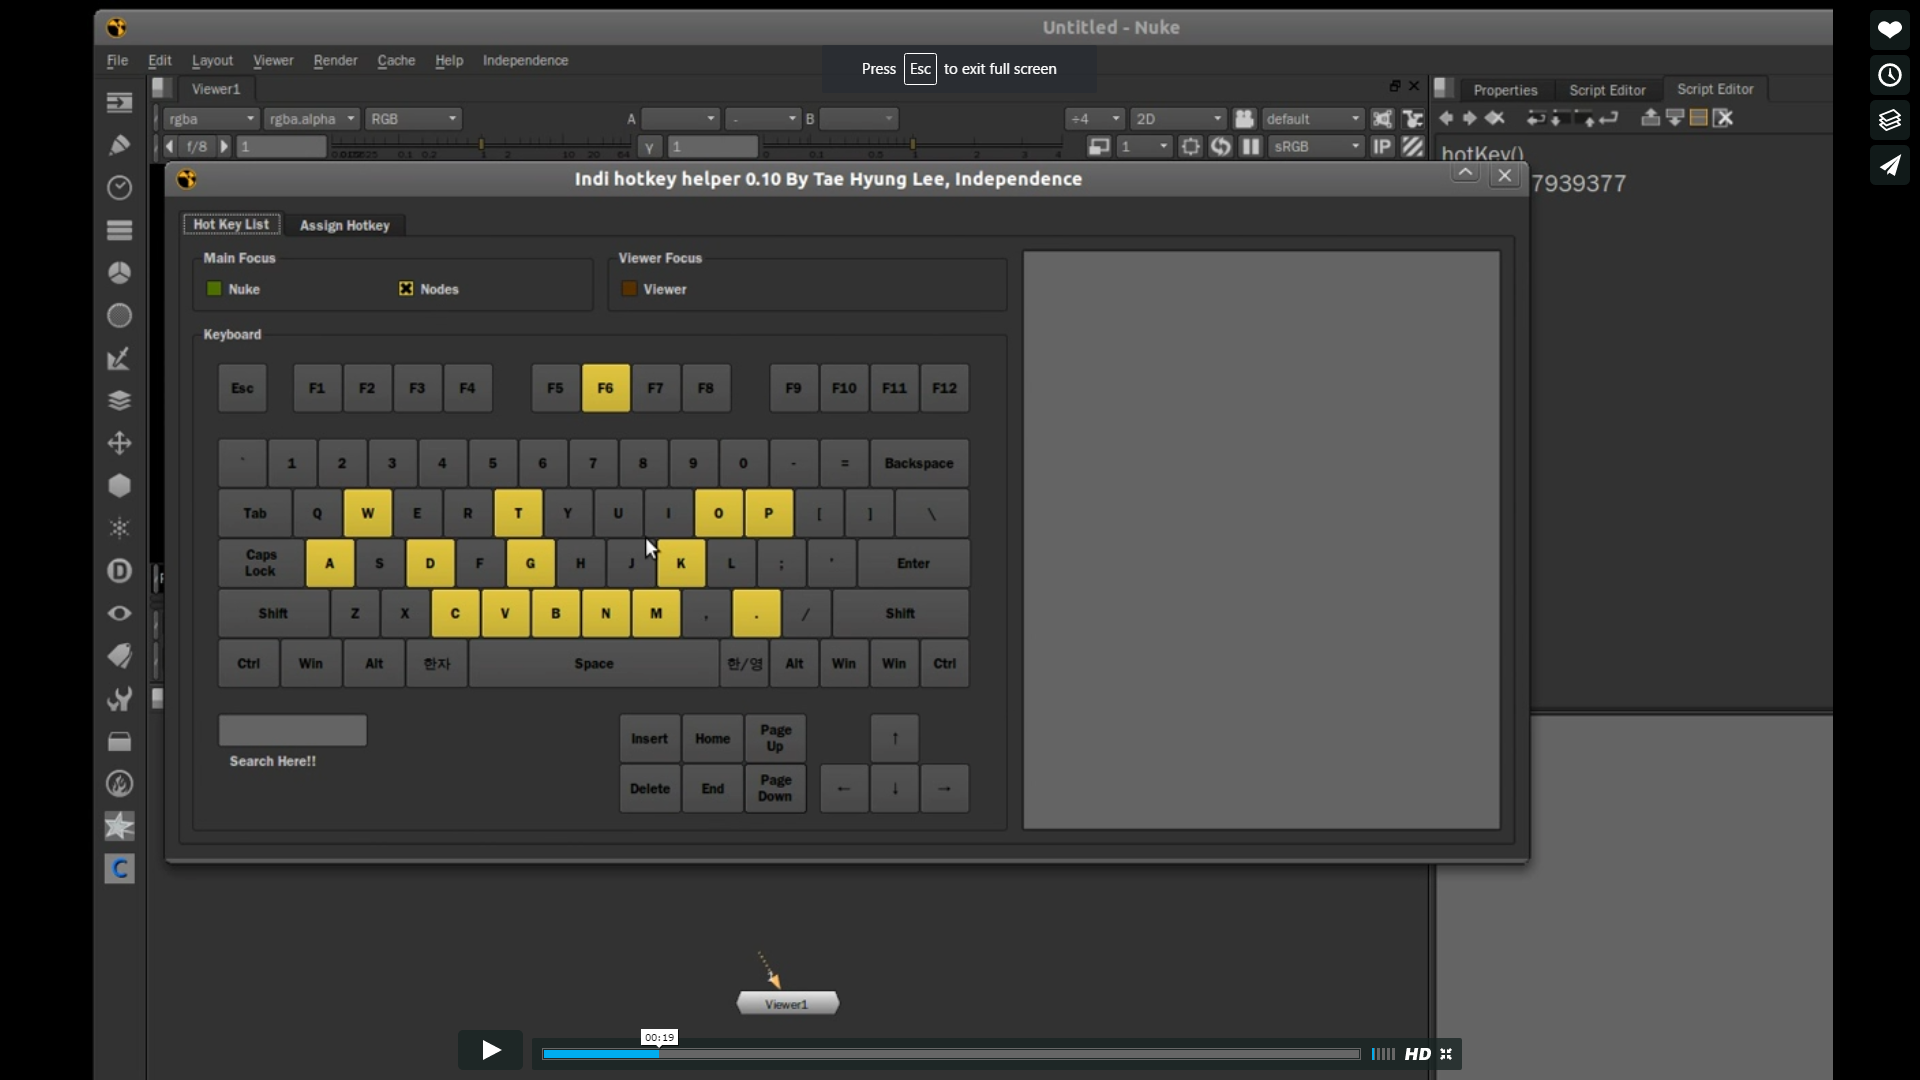 Untitled - Nuke
File Edit Layout Viewer Render Cache Help Independence
Press Esc to exit full screen
Viewer1
Properties Script Editor Script Editor
rgba rgba.alpha RGB A - B ÷4 2D default
f/8 1 γ 1 1 sRGB IP
hotKey()
7939377
Indi hotkey helper 0.10 By Tae Hyung Lee, Independence
Hot Key List Assign Hotkey
Main Focus
Nuke Nodes
Viewer Focus
Viewer
Keyboard
Esc F1 F2 F3 F4 F5 F6 F7 F8 F9 F10 F11 F12
` 1 2 3 4 5 6 7 8 9 0 - = Backspace
Tab Q W E R T Y U I O P [ ] \
Caps Lock A S D F G H J K L ; ' Enter
Shift Z X C V B N M , . / Shift
Ctrl Win Alt 한자 Space 한/영 Alt Win Win Ctrl
Insert Home Page Up ↑
Delete End Page Down ← ↓ →
Search Here!!
Viewer1
00:19
HD